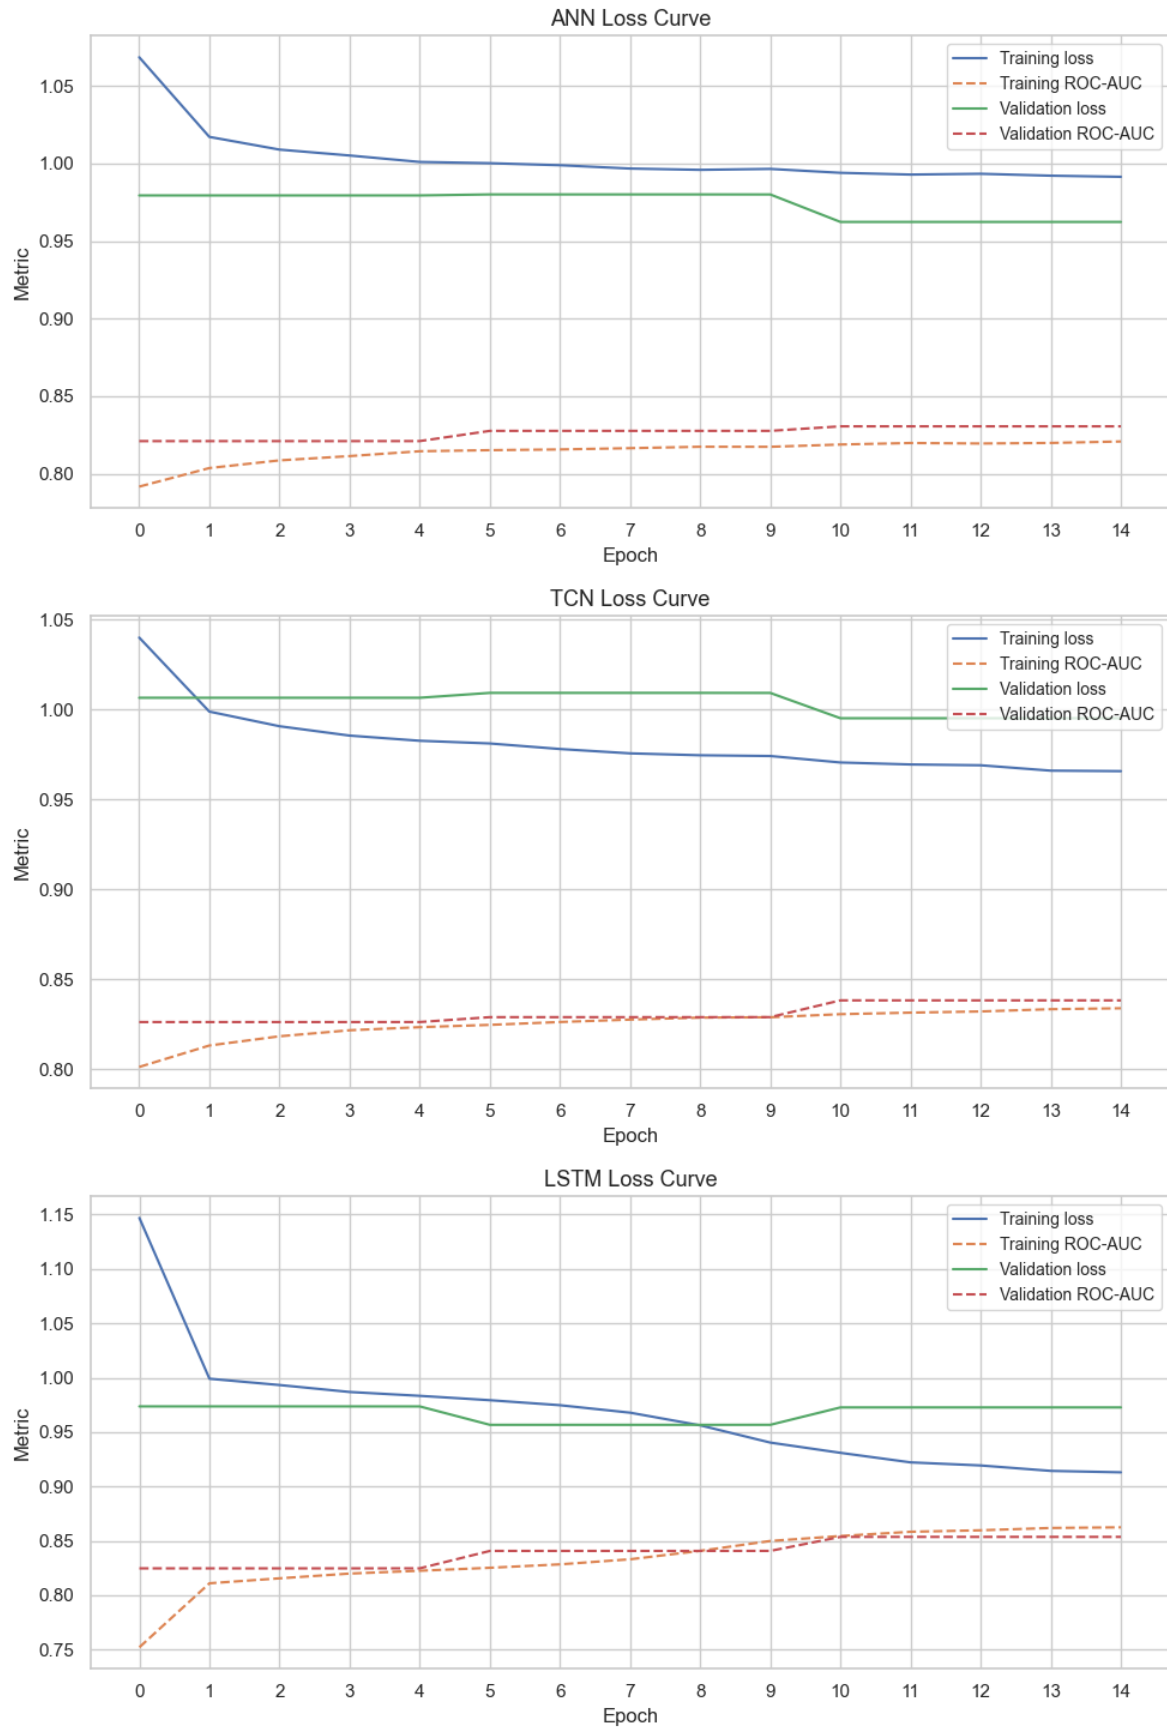 ANN Loss Curve
Training loss
Training ROC-AUC
Validation loss
Validation ROC-AUC
1.05
1.00
0.95
0.90
0.85
0.80
Metric
0 1 2 3 4 5 6 7 8 9 10 11 12 13 14
Epoch
TCN Loss Curve
Training loss
Training ROC-AUC
Validation loss
Validation ROC-AUC
1.05
1.00
0.95
0.90
0.85
0.80
Metric
0 1 2 3 4 5 6 7 8 9 10 11 12 13 14
Epoch
LSTM Loss Curve
Training loss
Training ROC-AUC
Validation loss
Validation ROC-AUC
1.15
1.10
1.05
1.00
0.95
0.90
0.85
0.80
0.75
Metric
0 1 2 3 4 5 6 7 8 9 10 11 12 13 14
Epoch